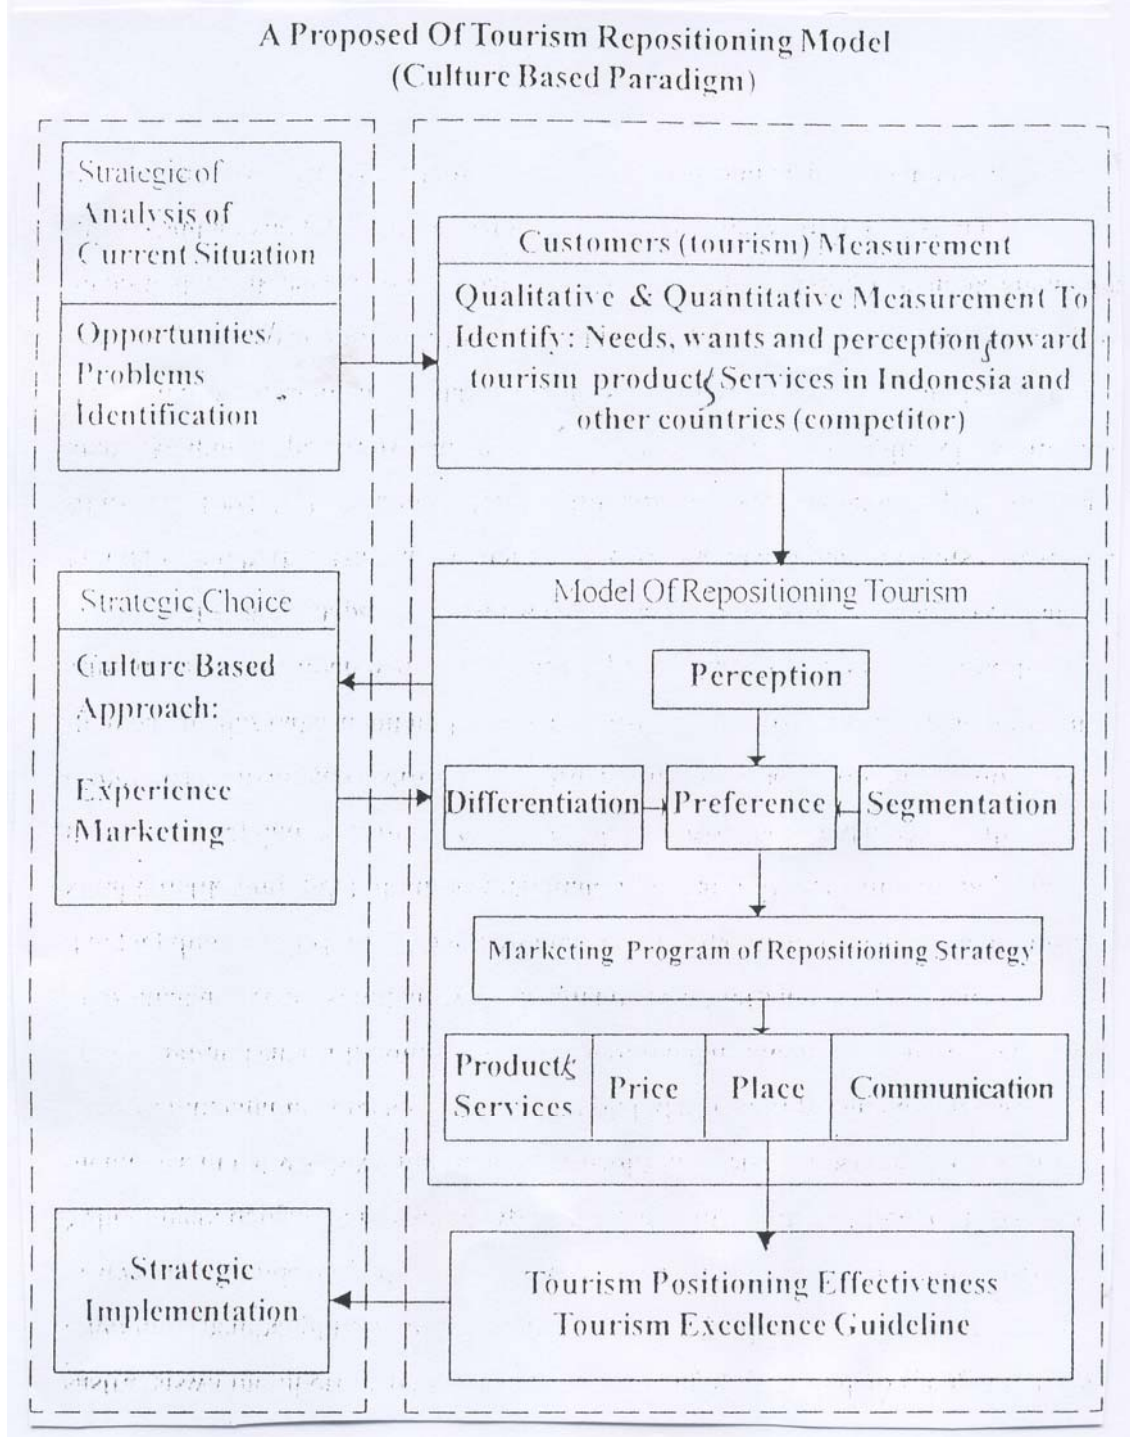 A Proposed Of Tourism Repositioning Model
(Culture Based Paradigm)
Strategic of
Analysis of
Current Situation
Opportunities/
Problems
Identification
Customers (tourism) Measurement
Qualitative & Quantitative Measurement To
Identify: Needs, wants and perception toward
tourism product Services in Indonesia and
other countries (competitor)
Strategic Choice
Culture Based
Approach:
Experience
Marketing
Model Of Repositioning Tourism
Perception
Differentiation
Preference
Segmentation
Marketing Program of Repositioning Strategy
Product
Services
Price
Place
Communication
Strategic
Implementation
Tourism Positioning Effectiveness
Tourism Excellence Guideline